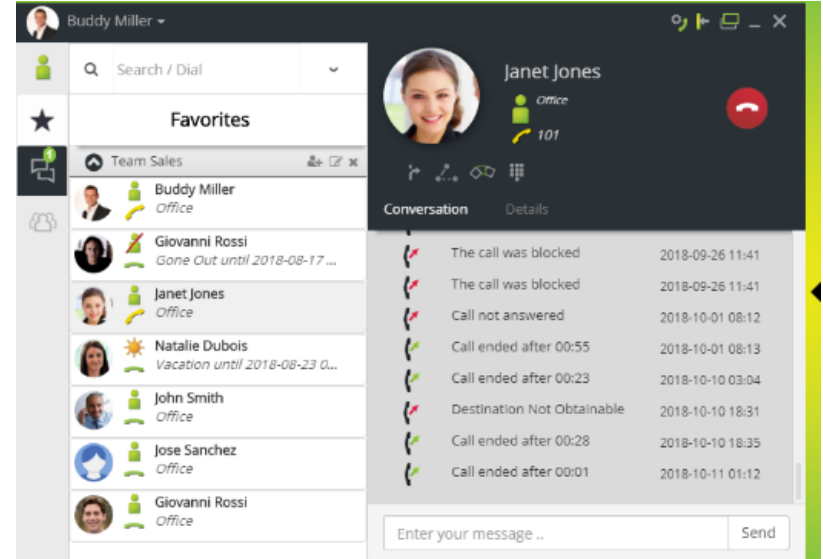 Buddy Miller
Search / Dial
Favorites
Team Sales
Buddy Miller
Office
Giovanni Rossi
Gone Out until 2018-08-17 ...
Janet Jones
Office
Natalie Dubois
Vacation until 2018-08-23 0...
John Smith
Office
Jose Sanchez
Office
Giovanni Rossi
Office
1
Janet Jones
Office
101
Conversation Details
The call was blocked 2018-09-26 11:41
The call was blocked 2018-09-26 11:41
Call not answered 2018-10-01 08:12
Call ended after 00:55 2018-10-01 08:13
Call ended after 00:23 2018-10-10 03:04
Destination Not Obtainable 2018-10-10 18:31
Call ended after 00:28 2018-10-10 18:35
Call ended after 00:01 2018-10-11 01:12
Enter your message .. Send